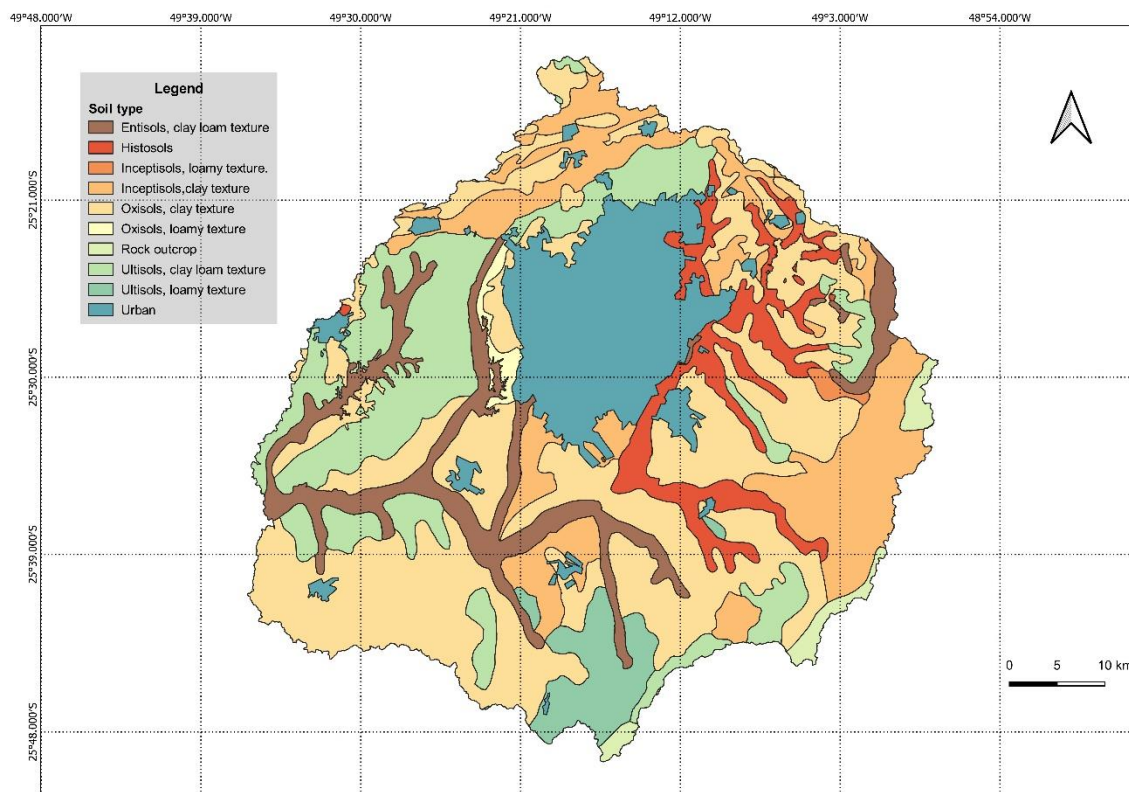 49°48.000'W 49°39.000'W 49°30.000'W 49°21.000'W 49°12.000'W 49°3.000'W 48°54.000'W
Legend
Soil type
Entisols, clay loam texture
Histosols
Inceptisols, loamy texture.
Inceptisols,clay texture
Oxisols, clay texture
Oxisols, loamy texture
Rock outcrop
Ultisols, clay loam texture
Ultisols, loamy texture
Urban
25°21.000'S
25°30.000'S
25°39.000'S
25°48.000'S
0 5 10 km